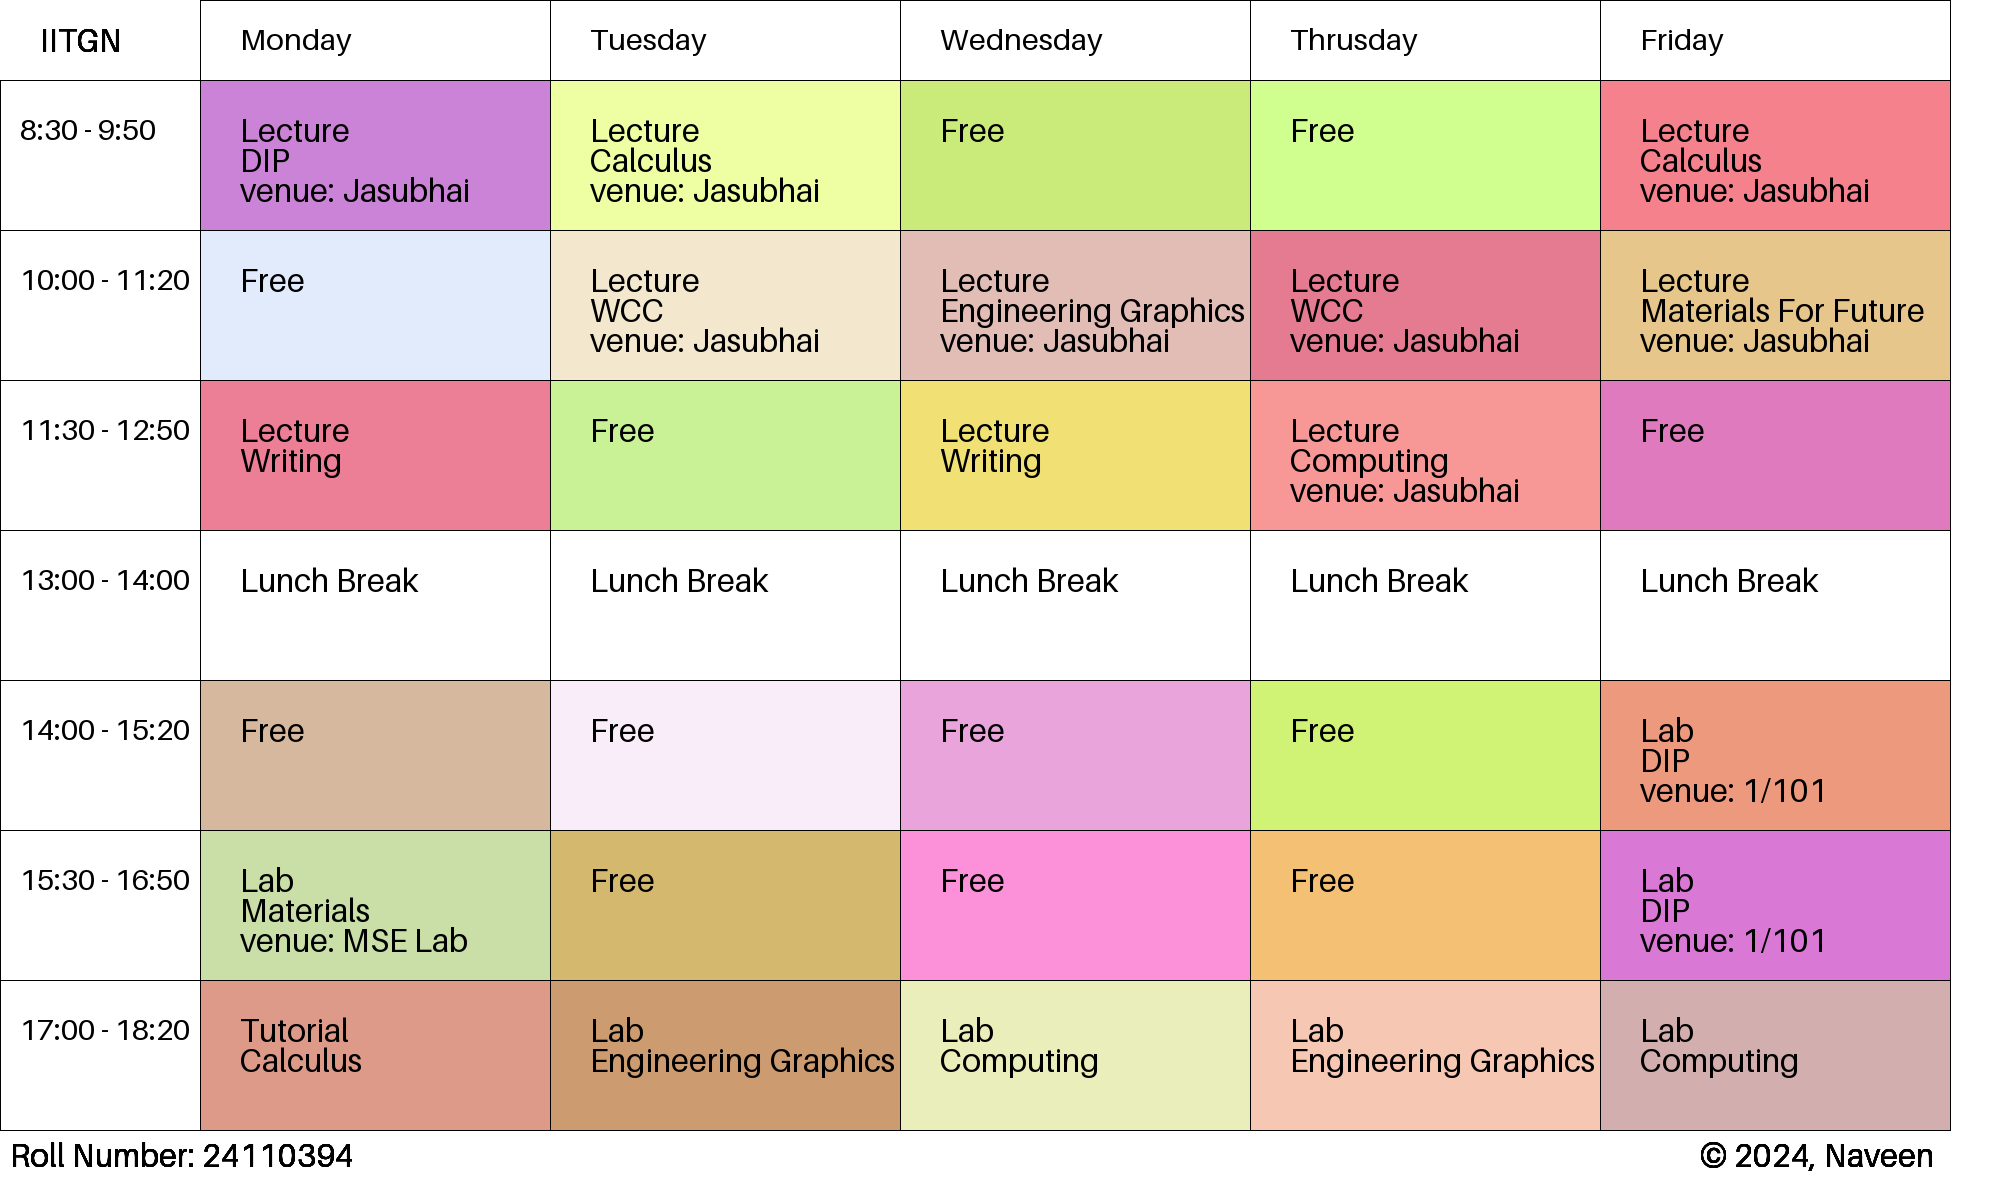 IITGN Monday Tuesday Wednesday Thrusday Friday
8:30 - 9:50
Lecture
DIP
venue: Jasubhai
Lecture
Calculus
venue: Jasubhai
Free
Free
Lecture
Calculus
venue: Jasubhai
10:00 - 11:20
Free
Lecture
WCC
venue: Jasubhai
Lecture
Engineering Graphics
venue: Jasubhai
Lecture
WCC
venue: Jasubhai
Lecture
Materials For Future
venue: Jasubhai
11:30 - 12:50
Lecture
Writing
Free
Lecture
Writing
Lecture
Computing
venue: Jasubhai
Free
13:00 - 14:00
Lunch Break
Lunch Break
Lunch Break
Lunch Break
Lunch Break
14:00 - 15:20
Free
Free
Free
Free
Lab
DIP
venue: 1/101
15:30 - 16:50
Lab
Materials
venue: MSE Lab
Free
Free
Free
Lab
DIP
venue: 1/101
17:00 - 18:20
Tutorial
Calculus
Lab
Engineering Graphics
Lab
Computing
Lab
Engineering Graphics
Lab
Computing
Roll Number: 24110394
© 2024, Naveen